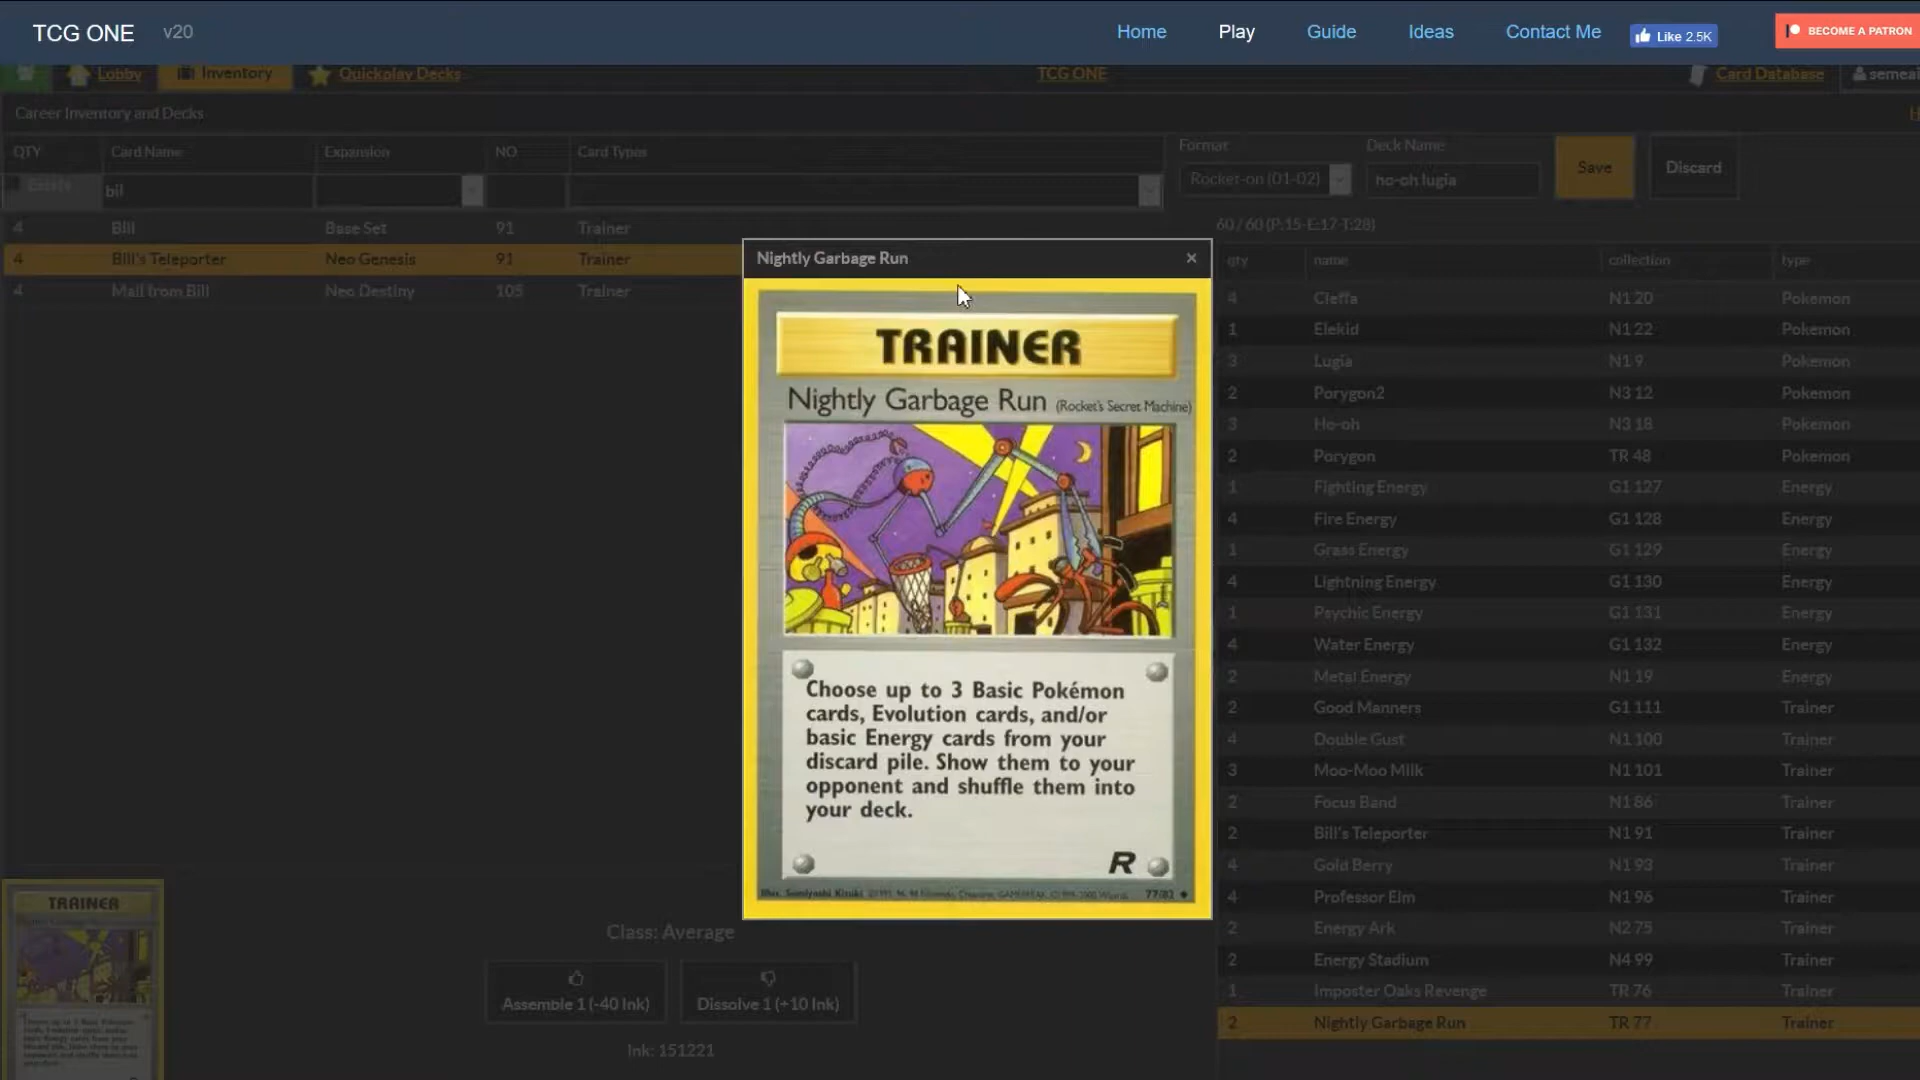 TCG ONE v20 Home Play Guide Ideas Contact Me Like 2.5K BECOME A PATRON
Lobby Inventory Quickplay Decks TCG ONE Card Database semeai
Career Inventory and Decks
QTY Card Name Expansion NO Card Types Format Deck Name
bil Rocket-on (01-02) ho-oh lugia Save Discard
60 / 60 (P:15-E:17-T:28)
4 Bill Base Set 91 Trainer
4 Bill's Teleporter Neo Genesis 91 Trainer
4 Mail from Bill Neo Destiny 105 Trainer
Nightly Garbage Run ×
TRAINER
Nightly Garbage Run (Rocket's Secret Machine)
Choose up to 3 Basic Pokémon
cards, Evolution cards, and/or
basic Energy cards from your
discard pile. Show them to your
opponent and shuffle them into
your deck.
R
77/82
qty name collection type
4 Cleffa N1 20 Pokemon
1 Elekid N1 22 Pokemon
3 Lugia N1 9 Pokemon
2 Porygon2 N3 12 Pokemon
3 Ho-oh N3 18 Pokemon
2 Porygon TR 48 Pokemon
1 Fighting Energy G1 127 Energy
4 Fire Energy G1 128 Energy
1 Grass Energy G1 129 Energy
4 Lightning Energy G1 130 Energy
1 Psychic Energy G1 131 Energy
4 Water Energy G1 132 Energy
2 Metal Energy N1 19 Energy
2 Good Manners G1 111 Trainer
4 Double Gust N1 100 Trainer
3 Moo-Moo Milk N1 101 Trainer
2 Focus Band N1 86 Trainer
2 Bill's Teleporter N1 91 Trainer
4 Gold Berry N1 93 Trainer
4 Professor Elm N1 96 Trainer
2 Energy Ark N2 75 Trainer
2 Energy Stadium N4 99 Trainer
1 Imposter Oaks Revenge TR 76 Trainer
2 Nightly Garbage Run TR 77 Trainer
TRAINER
Class: Average
Assemble 1 (-40 Ink) Dissolve 1 (+10 Ink)
Ink: 151221